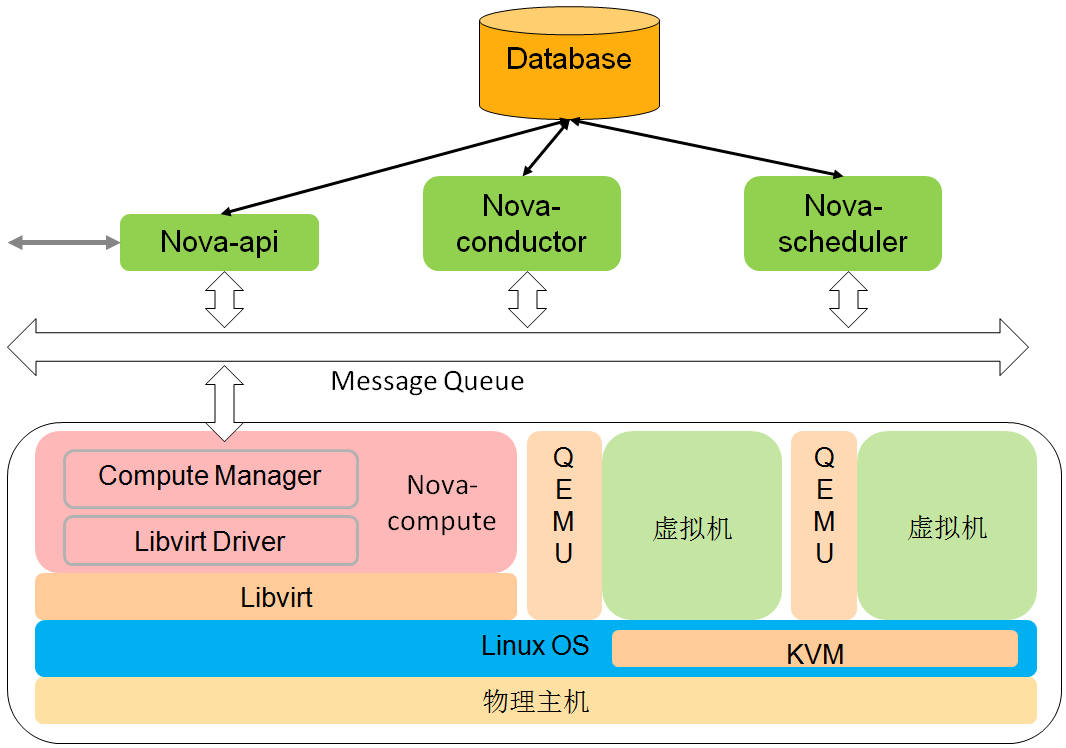 Database
Nova-api
Nova-
conductor
Nova-
scheduler
Message Queue
Compute Manager
Libvirt Driver
Nova-
compute
Libvirt
Q
E
M
U
虚拟机
Q
E
M
U
虚拟机
Linux OS
KVM
物理主机